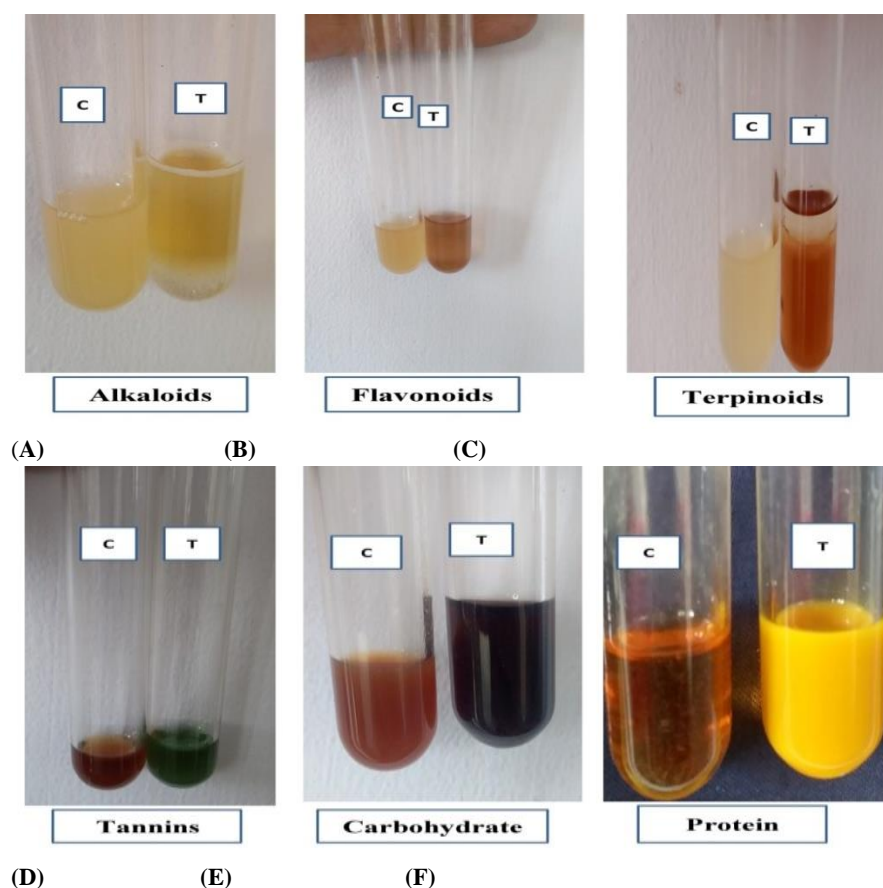 C T C T C T
Alkaloids Flavonoids Terpinoids
(A) (B) (C)
C T C T C T
Tannins Carbohydrate Protein
(D) (E) (F)